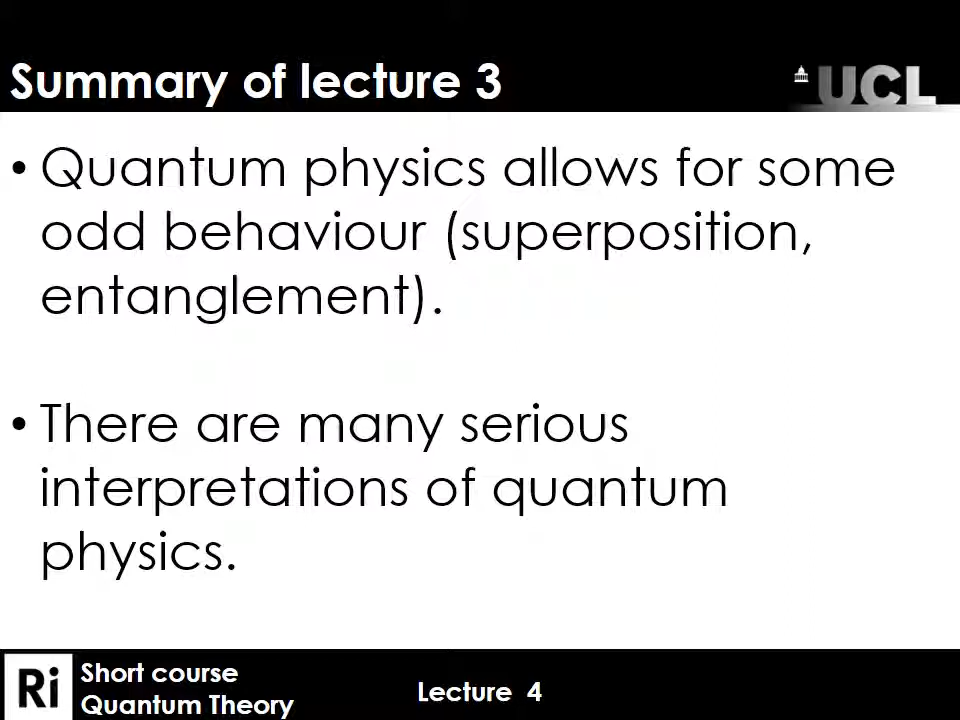 Summary of lecture 3
UCL
• Quantum physics allows for some
odd behaviour (superposition,
entanglement).
• There are many serious
interpretations of quantum
physics.
Ri
Short course
Quantum Theory
Lecture 4